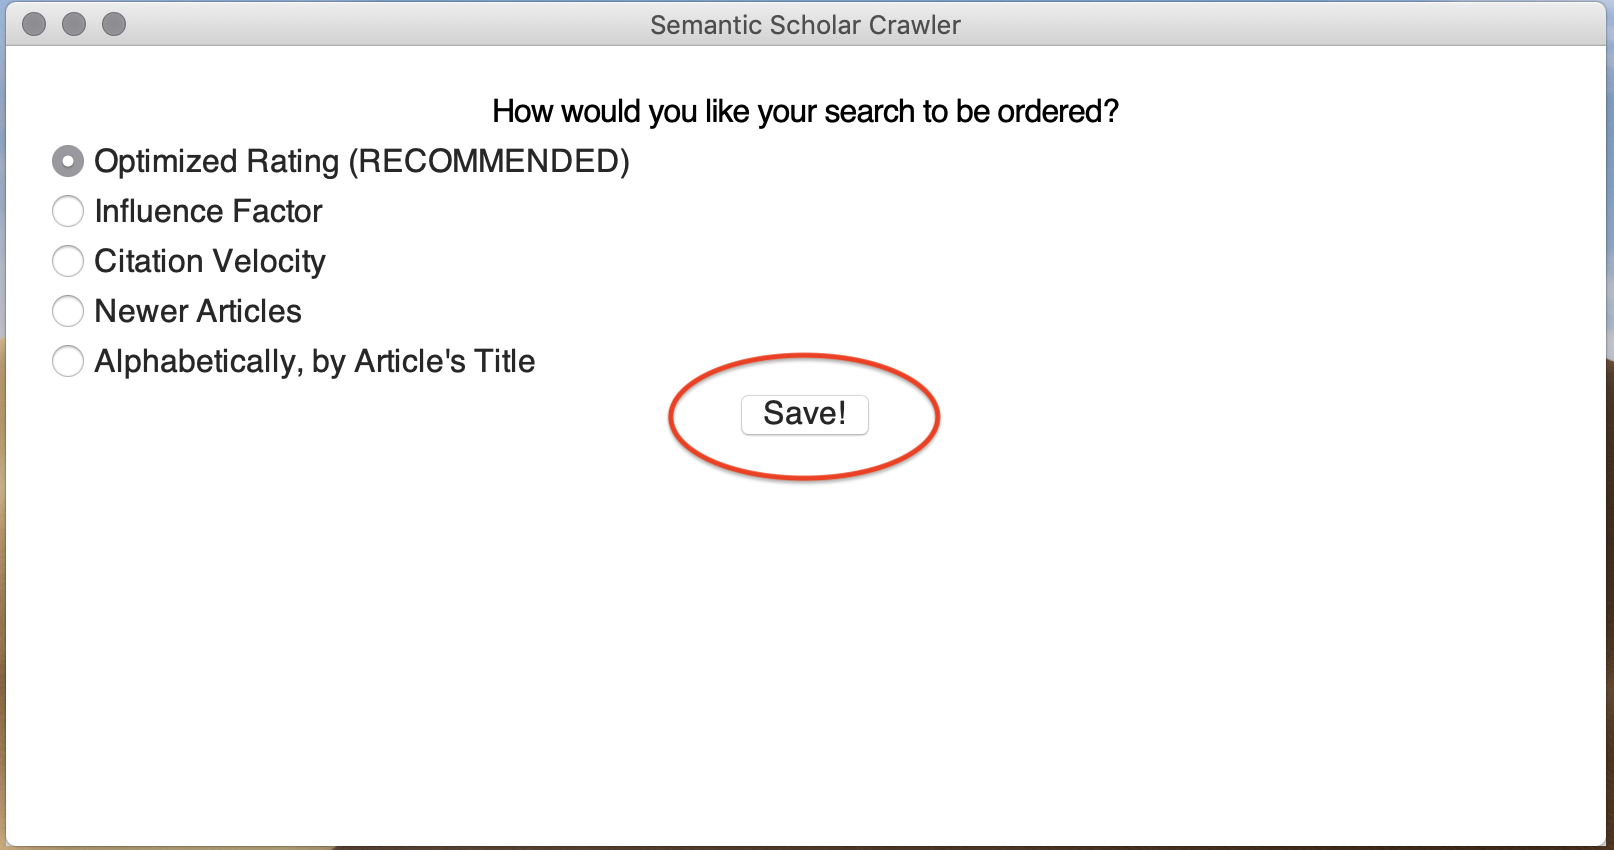 Semantic Scholar Crawler
How would you like your search to be ordered?
Optimized Rating (RECOMMENDED)
Influence Factor
Citation Velocity
Newer Articles
Alphabetically, by Article's Title
Save!